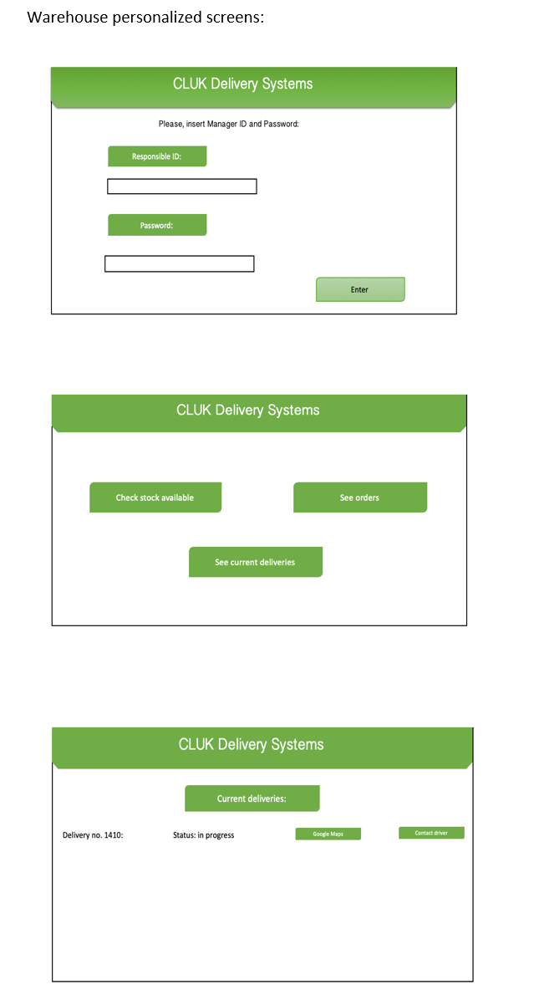 Warehouse personalized screens:
CLUK Delivery Systems
Please, insert Manager ID and Password:
Responsible ID:
Password:
Enter
CLUK Delivery Systems
Check stock available
See orders
See current deliveries
CLUK Delivery Systems
Current deliveries:
Delivery no. 1410:
Status: in progress
Google Maps
Contact driver